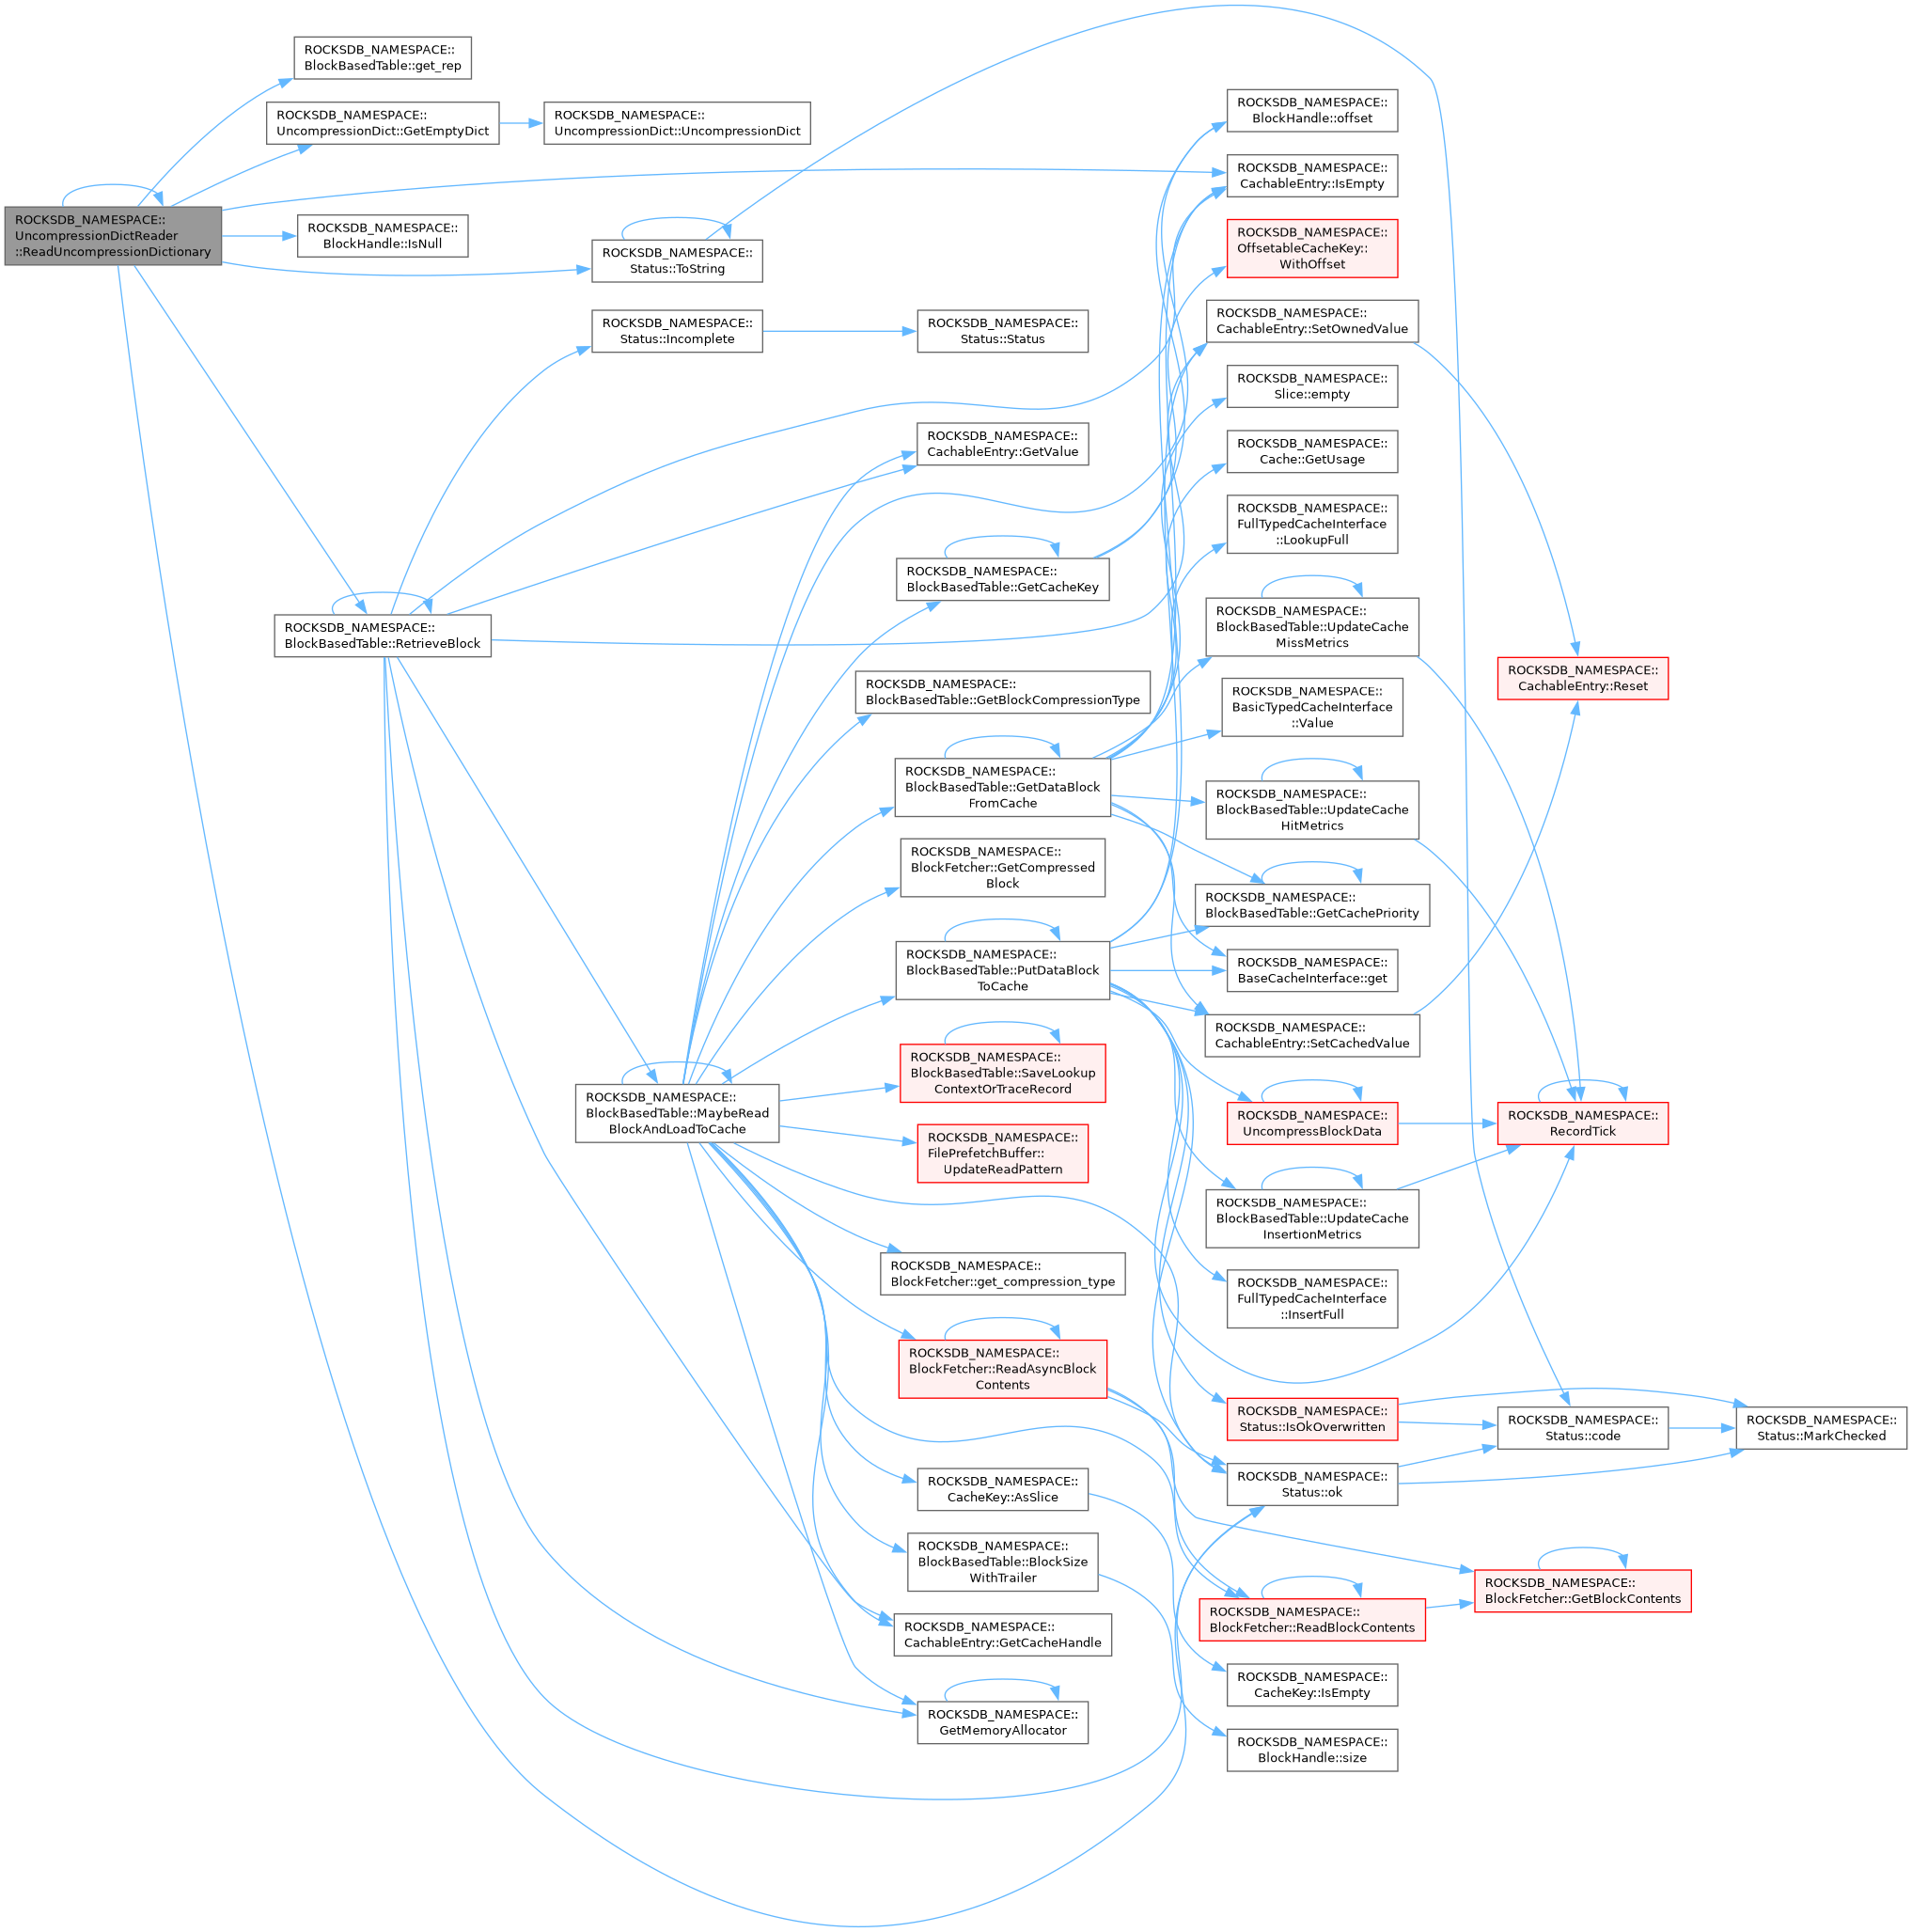 ROCKSDB_NAMESPACE::
BlockBasedTable::get_rep
ROCKSDB_NAMESPACE::
UncompressionDict::GetEmptyDict
ROCKSDB_NAMESPACE::
UncompressionDict::UncompressionDict
ROCKSDB_NAMESPACE::
UncompressionDictReader
::ReadUncompressionDictionary
ROCKSDB_NAMESPACE::
BlockHandle::IsNull
ROCKSDB_NAMESPACE::
Status::ToString
ROCKSDB_NAMESPACE::
Status::Incomplete
ROCKSDB_NAMESPACE::
Status::Status
ROCKSDB_NAMESPACE::
CachableEntry::GetValue
ROCKSDB_NAMESPACE::
BlockBasedTable::GetCacheKey
ROCKSDB_NAMESPACE::
BlockBasedTable::RetrieveBlock
ROCKSDB_NAMESPACE::
BlockBasedTable::GetBlockCompressionType
ROCKSDB_NAMESPACE::
BlockBasedTable::GetDataBlock
FromCache
ROCKSDB_NAMESPACE::
BlockFetcher::GetCompressed
Block
ROCKSDB_NAMESPACE::
BlockBasedTable::PutDataBlock
ToCache
ROCKSDB_NAMESPACE::
BlockBasedTable::SaveLookup
ContextOrTraceRecord
ROCKSDB_NAMESPACE::
BlockBasedTable::MaybeRead
BlockAndLoadToCache
ROCKSDB_NAMESPACE::
FilePrefetchBuffer::
UpdateReadPattern
ROCKSDB_NAMESPACE::
BlockFetcher::get_compression_type
ROCKSDB_NAMESPACE::
BlockFetcher::ReadAsyncBlock
Contents
ROCKSDB_NAMESPACE::
CacheKey::AsSlice
ROCKSDB_NAMESPACE::
BlockBasedTable::BlockSize
WithTrailer
ROCKSDB_NAMESPACE::
CachableEntry::GetCacheHandle
ROCKSDB_NAMESPACE::
GetMemoryAllocator
ROCKSDB_NAMESPACE::
BlockHandle::offset
ROCKSDB_NAMESPACE::
CachableEntry::IsEmpty
ROCKSDB_NAMESPACE::
OffsetableCacheKey::
WithOffset
ROCKSDB_NAMESPACE::
CachableEntry::SetOwnedValue
ROCKSDB_NAMESPACE::
Slice::empty
ROCKSDB_NAMESPACE::
Cache::GetUsage
ROCKSDB_NAMESPACE::
FullTypedCacheInterface
::LookupFull
ROCKSDB_NAMESPACE::
BlockBasedTable::UpdateCache
MissMetrics
ROCKSDB_NAMESPACE::
BasicTypedCacheInterface
::Value
ROCKSDB_NAMESPACE::
BlockBasedTable::UpdateCache
HitMetrics
ROCKSDB_NAMESPACE::
BlockBasedTable::GetCachePriority
ROCKSDB_NAMESPACE::
BaseCacheInterface::get
ROCKSDB_NAMESPACE::
CachableEntry::SetCachedValue
ROCKSDB_NAMESPACE::
UncompressBlockData
ROCKSDB_NAMESPACE::
BlockBasedTable::UpdateCache
InsertionMetrics
ROCKSDB_NAMESPACE::
FullTypedCacheInterface
::InsertFull
ROCKSDB_NAMESPACE::
Status::IsOkOverwritten
ROCKSDB_NAMESPACE::
Status::ok
ROCKSDB_NAMESPACE::
BlockFetcher::ReadBlockContents
ROCKSDB_NAMESPACE::
CacheKey::IsEmpty
ROCKSDB_NAMESPACE::
BlockHandle::size
ROCKSDB_NAMESPACE::
CachableEntry::Reset
ROCKSDB_NAMESPACE::
RecordTick
ROCKSDB_NAMESPACE::
Status::code
ROCKSDB_NAMESPACE::
Status::MarkChecked
ROCKSDB_NAMESPACE::
BlockFetcher::GetBlockContents